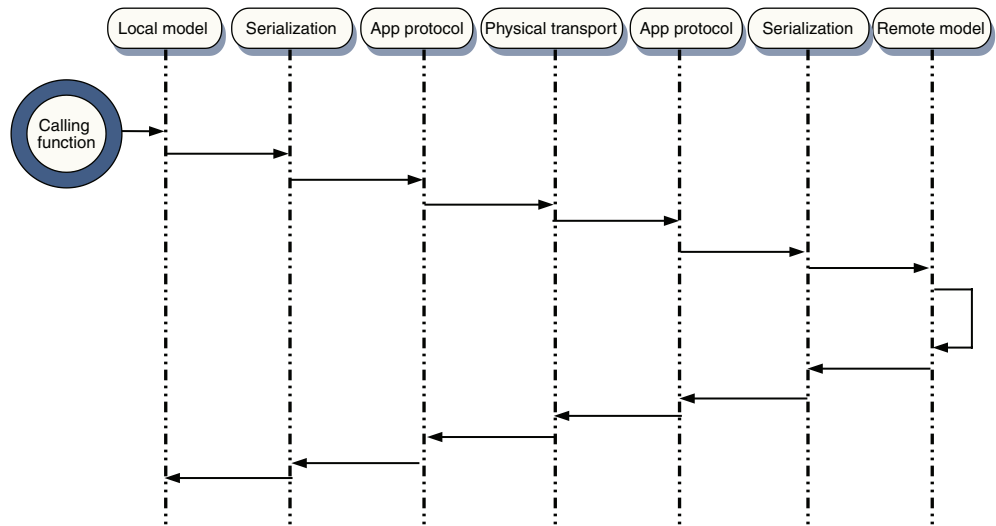 Local model
Serialization
App protocol
Physical transport
App protocol
Serialization
Remote model
Calling
function